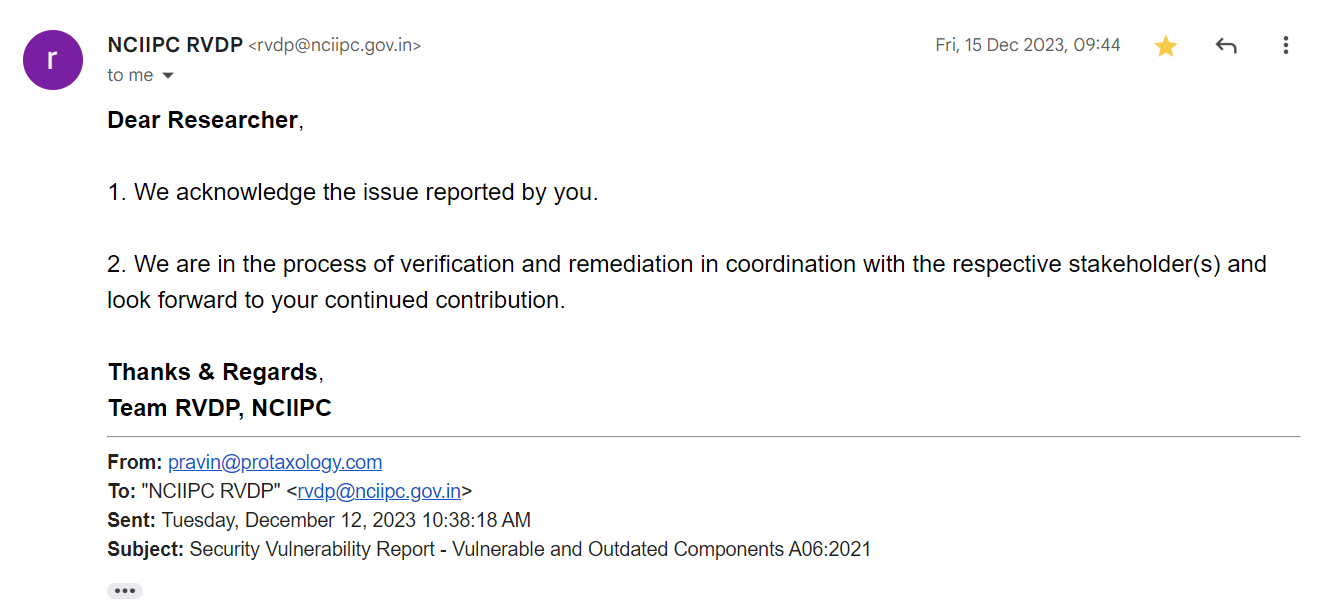 r
NCIIPC RVDP <rvdp@nciipc.gov.in>
Fri, 15 Dec 2023, 09:44
to me
Dear Researcher,
1. We acknowledge the issue reported by you.
2. We are in the process of verification and remediation in coordination with the respective stakeholder(s) and
look forward to your continued contribution.
Thanks & Regards,
Team RVDP, NCIIPC
From: pravin@protaxology.com
To: "NCIIPC RVDP" <rvdp@nciipc.gov.in>
Sent: Tuesday, December 12, 2023 10:38:18 AM
Subject: Security Vulnerability Report - Vulnerable and Outdated Components A06:2021